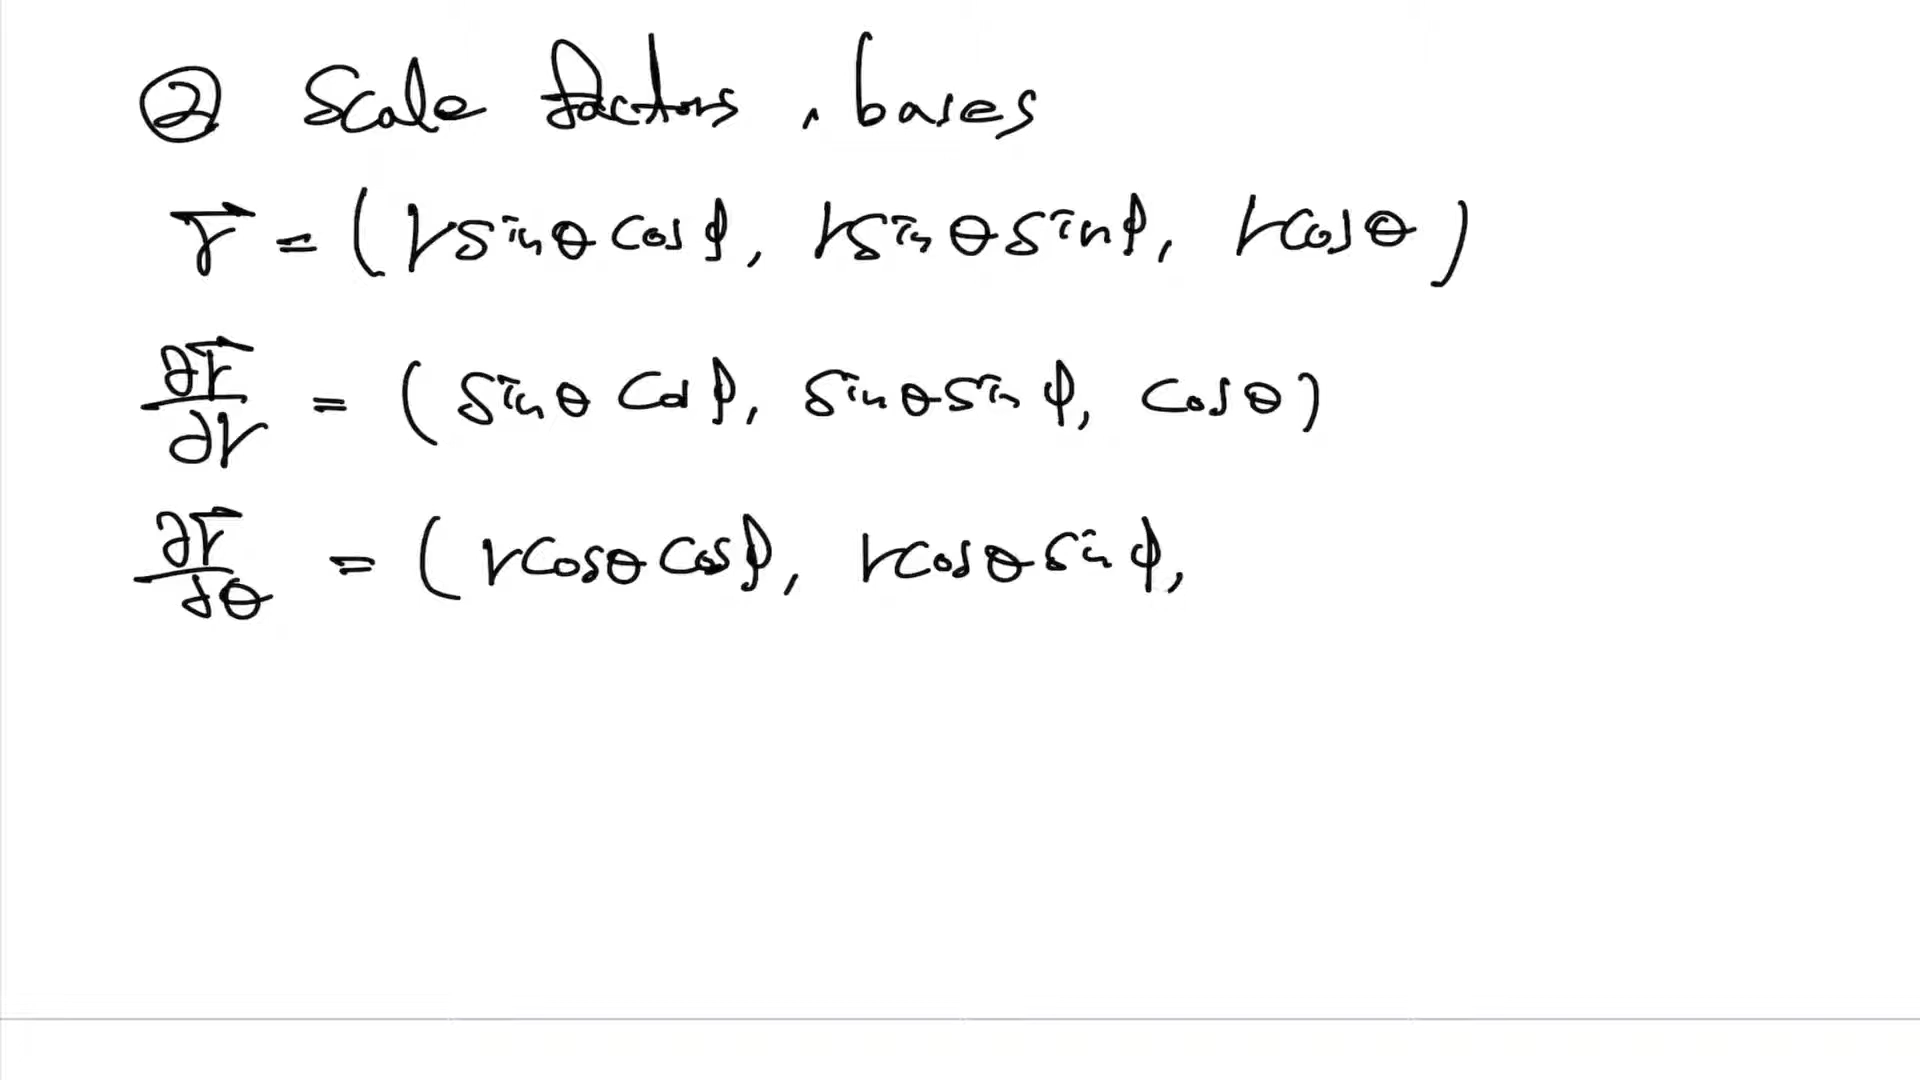 ② Scale factors, bases
r⃗ = (r sinθ cosφ, r sinθ sinφ, r cosθ)
∂r⃗/∂r = (sinθ cosφ, sinθ sinφ, cosθ)
∂r⃗/∂θ = (r cosθ cosφ, r cosθ sinφ,